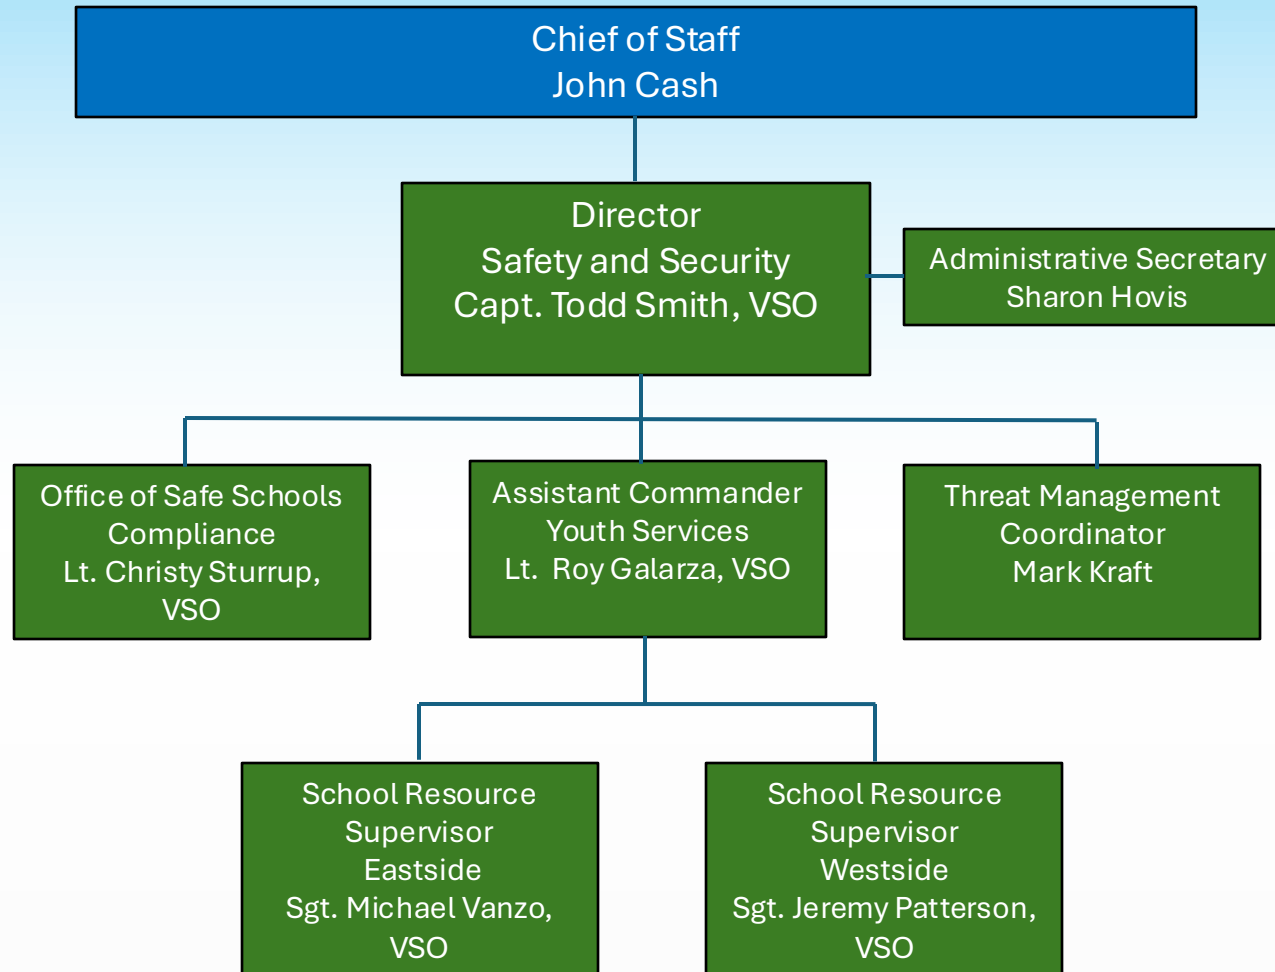 Chief of Staff
John Cash
Director
Safety and Security
Capt. Todd Smith, VSO
Administrative Secretary
Sharon Hovis
Office of Safe Schools
Compliance
Lt. Christy Sturrup,
VSO
Assistant Commander
Youth Services
Lt.  Roy Galarza, VSO
Threat Management
Coordinator
Mark Kraft
School Resource
Supervisor
Eastside
Sgt. Michael Vanzo,
VSO
School Resource
Supervisor
Westside
Sgt. Jeremy Patterson,
VSO